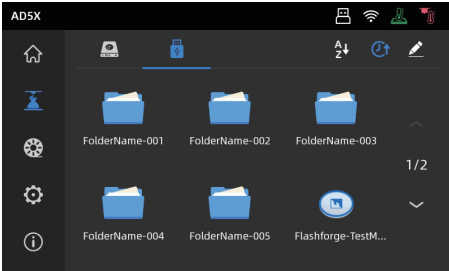 AD5X
A
Z
FolderName-001 FolderName-002 FolderName-003
1/2
FolderName-004 FolderName-005 Flashforge-TestM...